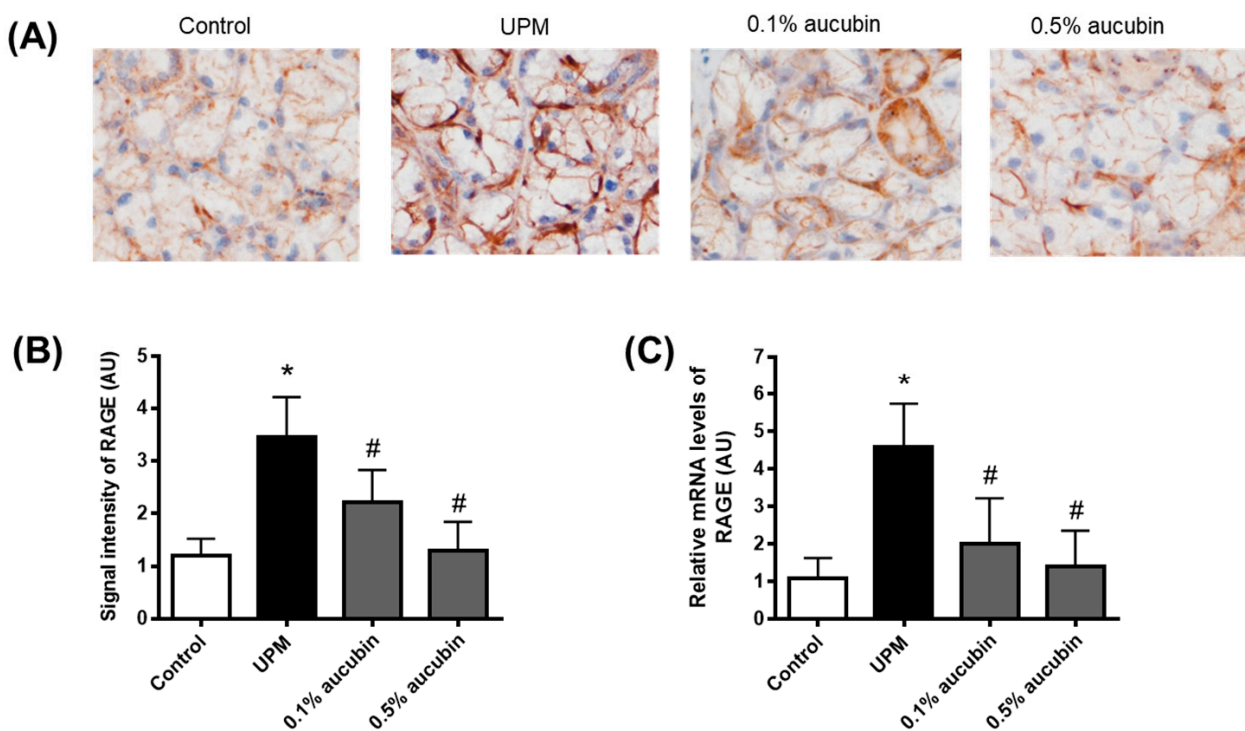 (A)
Control
UPM
0.1% aucubin
0.5% aucubin
(B)
Signal intensity of RAGE (AU)
5
4
3
2
1
0
*
#
#
Control
UPM
0.1% aucubin
0.5% aucubin
(C)
Relative mRNA levels of
RAGE (AU)
7
6
5
4
3
2
1
0
*
#
#
Control
UPM
0.1% aucubin
0.5% aucubin